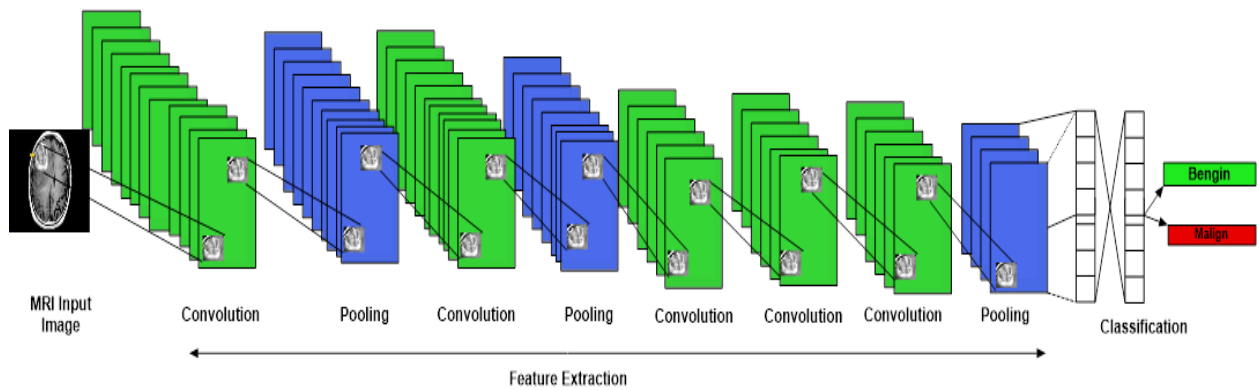 Bengin
Malign
MRI Input
Image
Convolution
Pooling
Convolution
Pooling
Convolution
Convolution
Convolution
Pooling
Classification
Feature Extraction